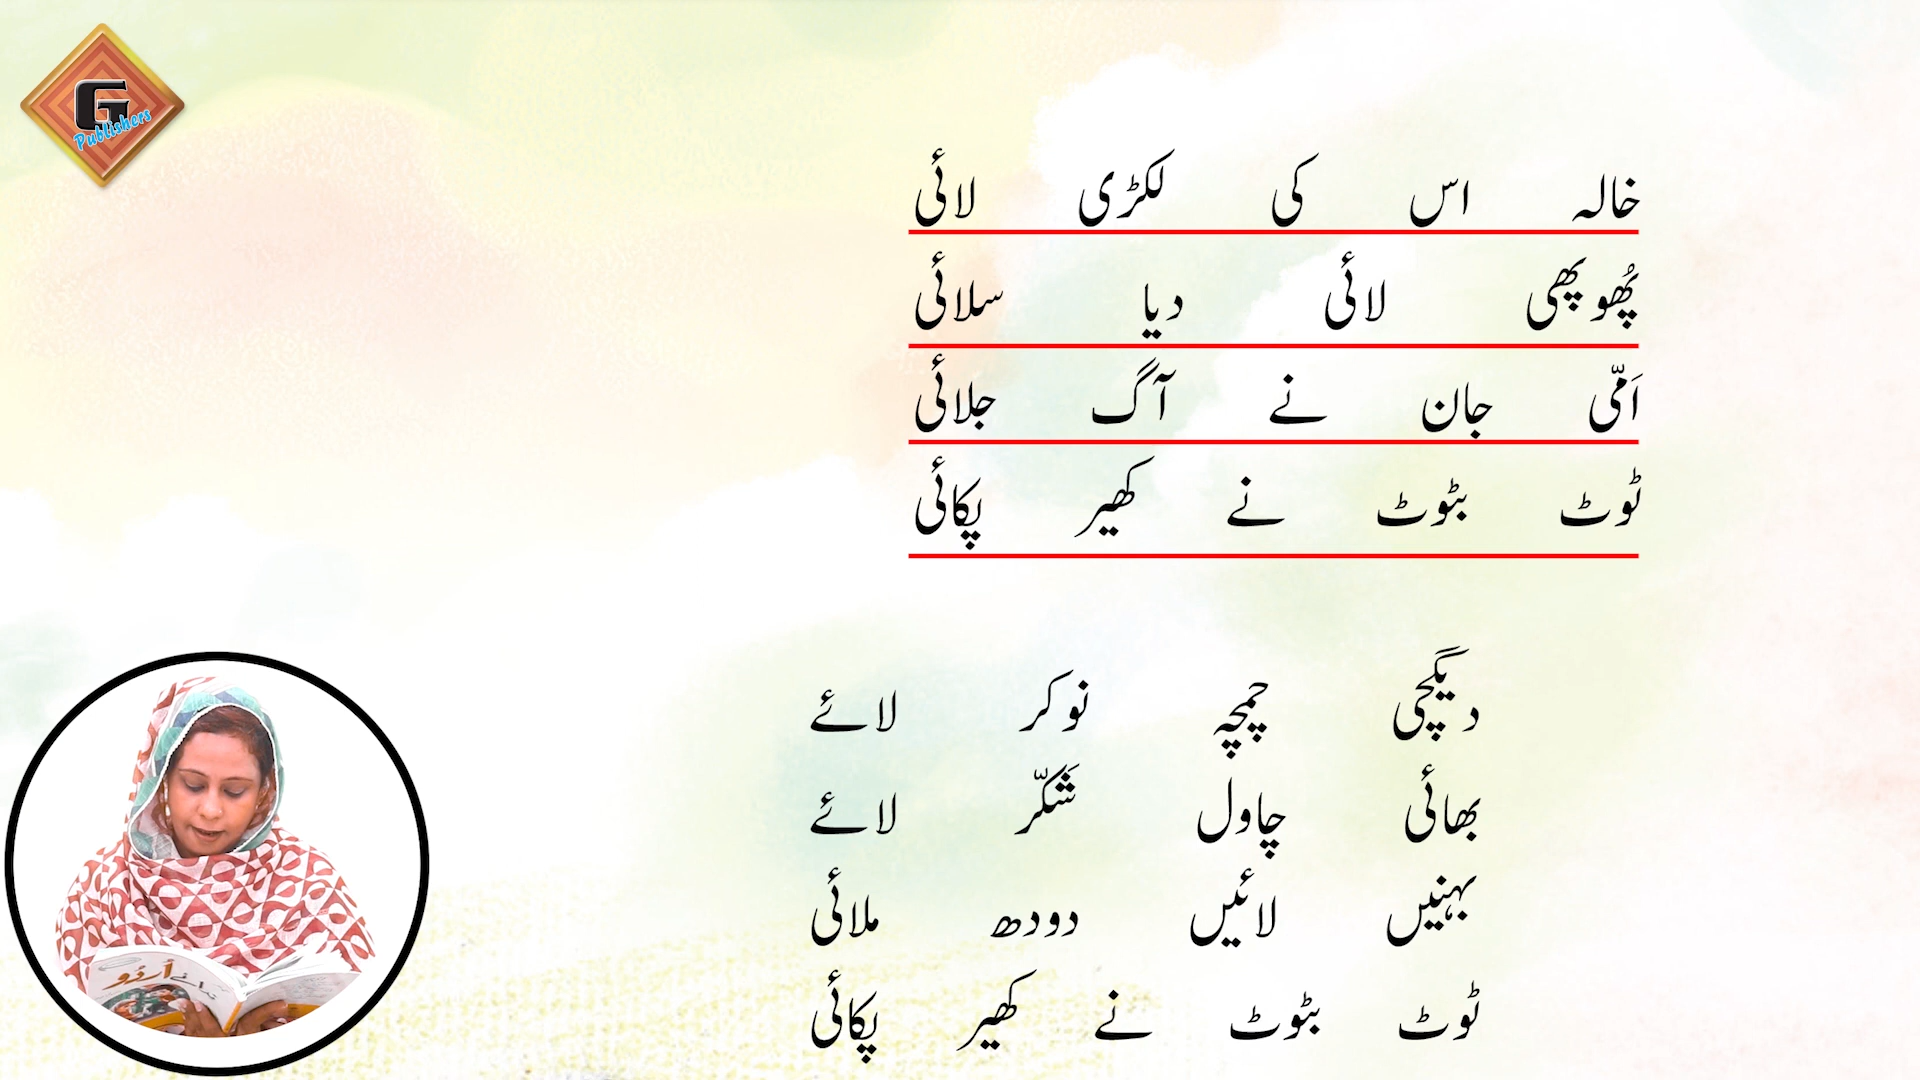 G
Publishers
خالہ اس کی لکڑی لائی
پُھوپھی لائی دیا سلائی
اَمّی جان نے آگ جلائی
ٹوٹ بٹوٹ نے کھیر پکائی
دیگچی چمچہ نوکر لائے
بھائی چاول شَکّر لائے
بہنیں لائیں دودھ ملائی
ٹوٹ بٹوٹ نے کھیر پکائی
اُردُو